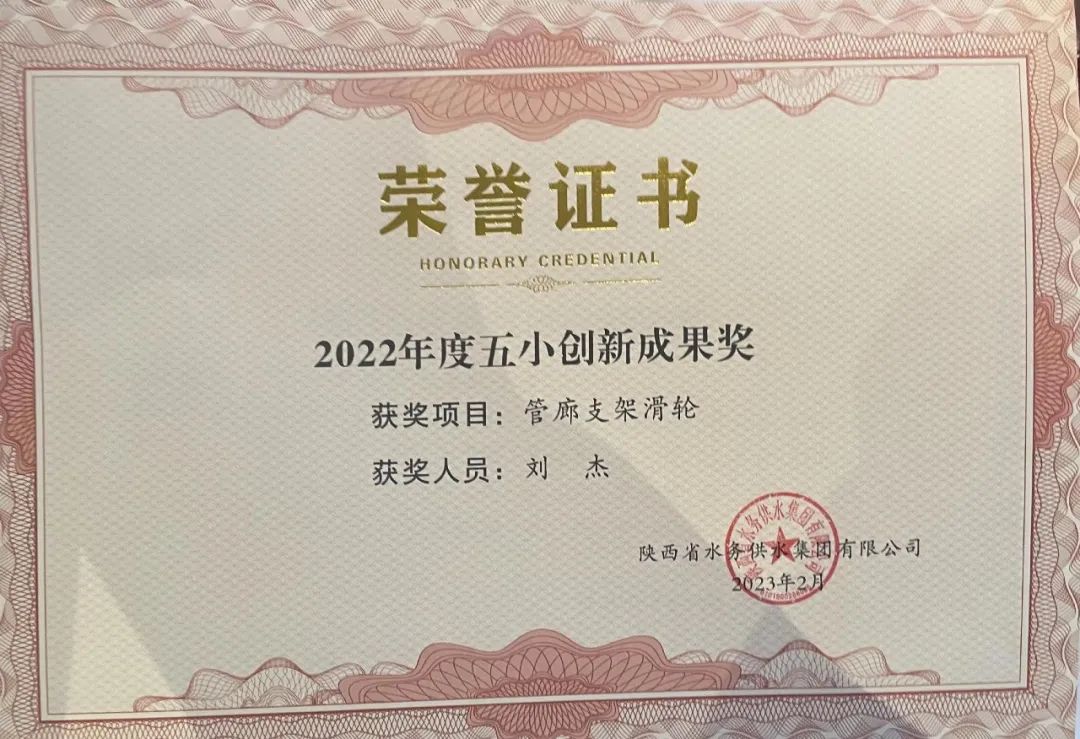 荣誉证书
HONORARY CREDENTIAL
2022年度五小创新成果奖
获奖项目：管廊支架滑轮
获奖人员：刘 杰
陕西省水务供水集团有限公司
2023年2月